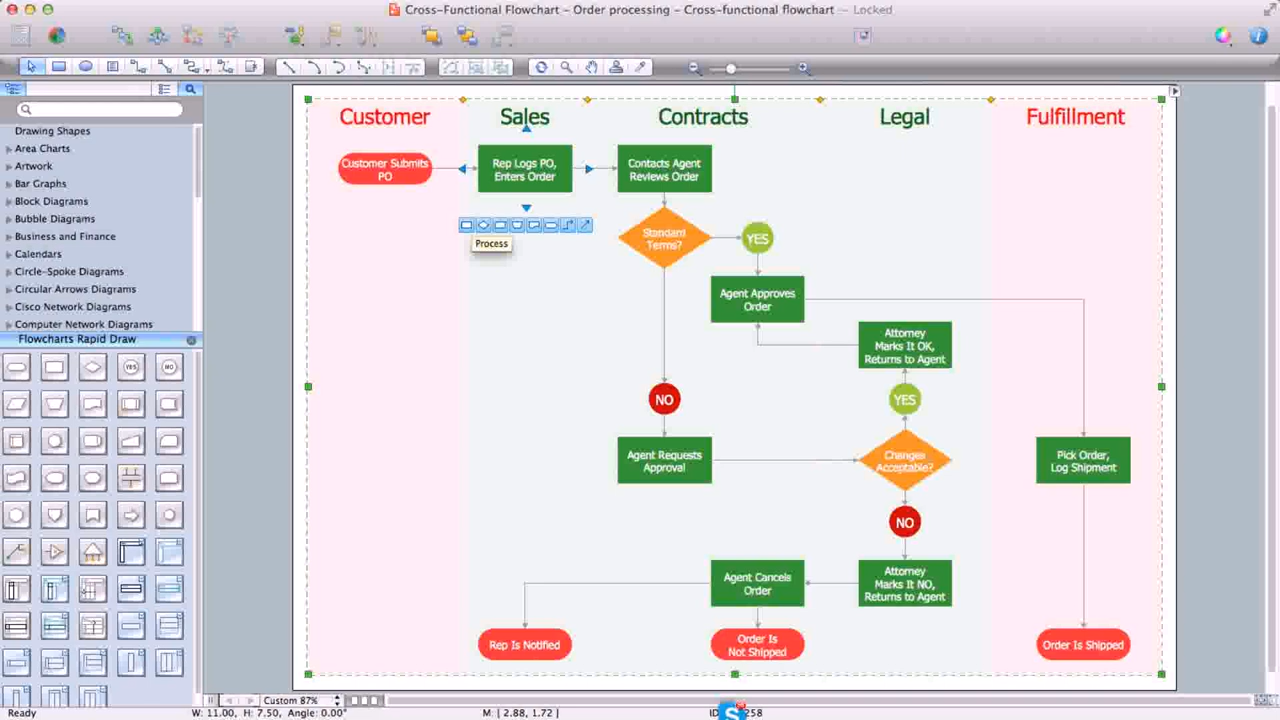 Cross-Functional Flowchart - Order processing - Cross-functional flowchart — Locked
Drawing Shapes
Area Charts
Artwork
Bar Graphs
Block Diagrams
Bubble Diagrams
Business and Finance
Calendars
Circle-Spoke Diagrams
Circular Arrows Diagrams
Cisco Network Diagrams
Computer Network Diagrams
Flowcharts Rapid Draw
YES
NO
Customer
Sales
Contracts
Legal
Fulfillment
Customer Submits
PO
Rep Logs PO,
Enters Order
Contacts Agent
Reviews Order
Process
Standard
Terms?
YES
Agent Approves
Order
Attorney
Marks It OK,
Returns to Agent
NO
YES
Agent Requests
Approval
Changes
Acceptable?
Pick Order,
Log Shipment
NO
Agent Cancels
Order
Attorney
Marks It NO,
Returns to Agent
Rep Is Notified
Order Is
Not Shipped
Order Is Shipped
Custom 87%
Ready
W: 11.00, H: 7.50, Angle: 0.00°
M: [ 2.88, 1.72 ]
258